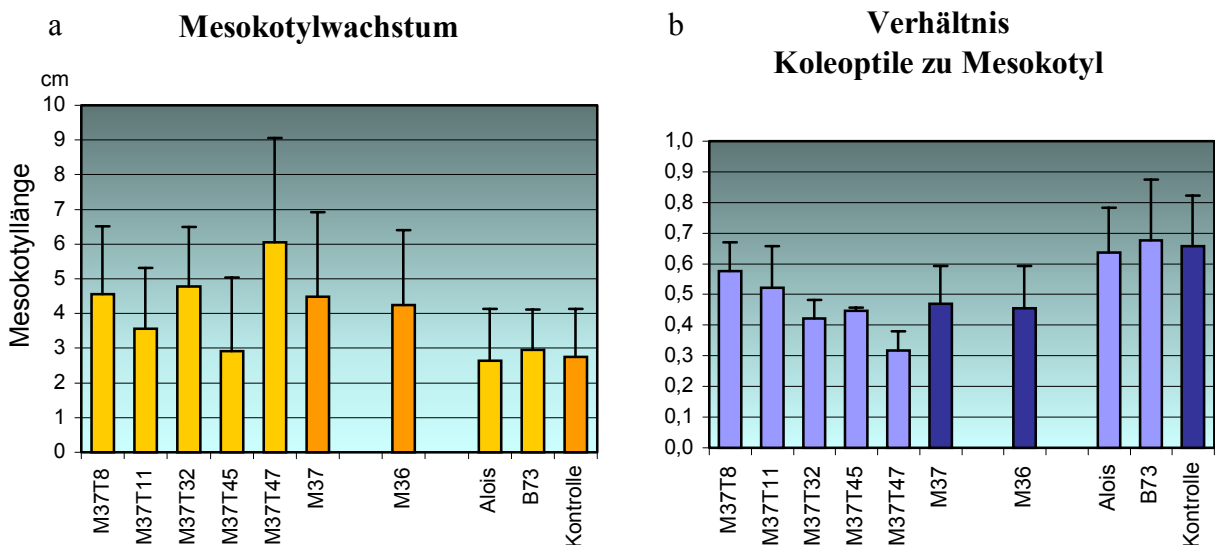 a
Mesokotylwachstum
cm
Mesokotyllänge
10
9
8
7
6
5
4
3
2
1
0
M37T8
M37T11
M37T32
M37T45
M37T47
M37
M36
Alois
B73
Kontrolle
b
Verhältnis
Koleoptile zu Mesokotyl
1,0
0,9
0,8
0,7
0,6
0,5
0,4
0,3
0,2
0,1
0,0
M37T8
M37T11
M37T32
M37T45
M37T47
M37
M36
Alois
B73
Kontrolle